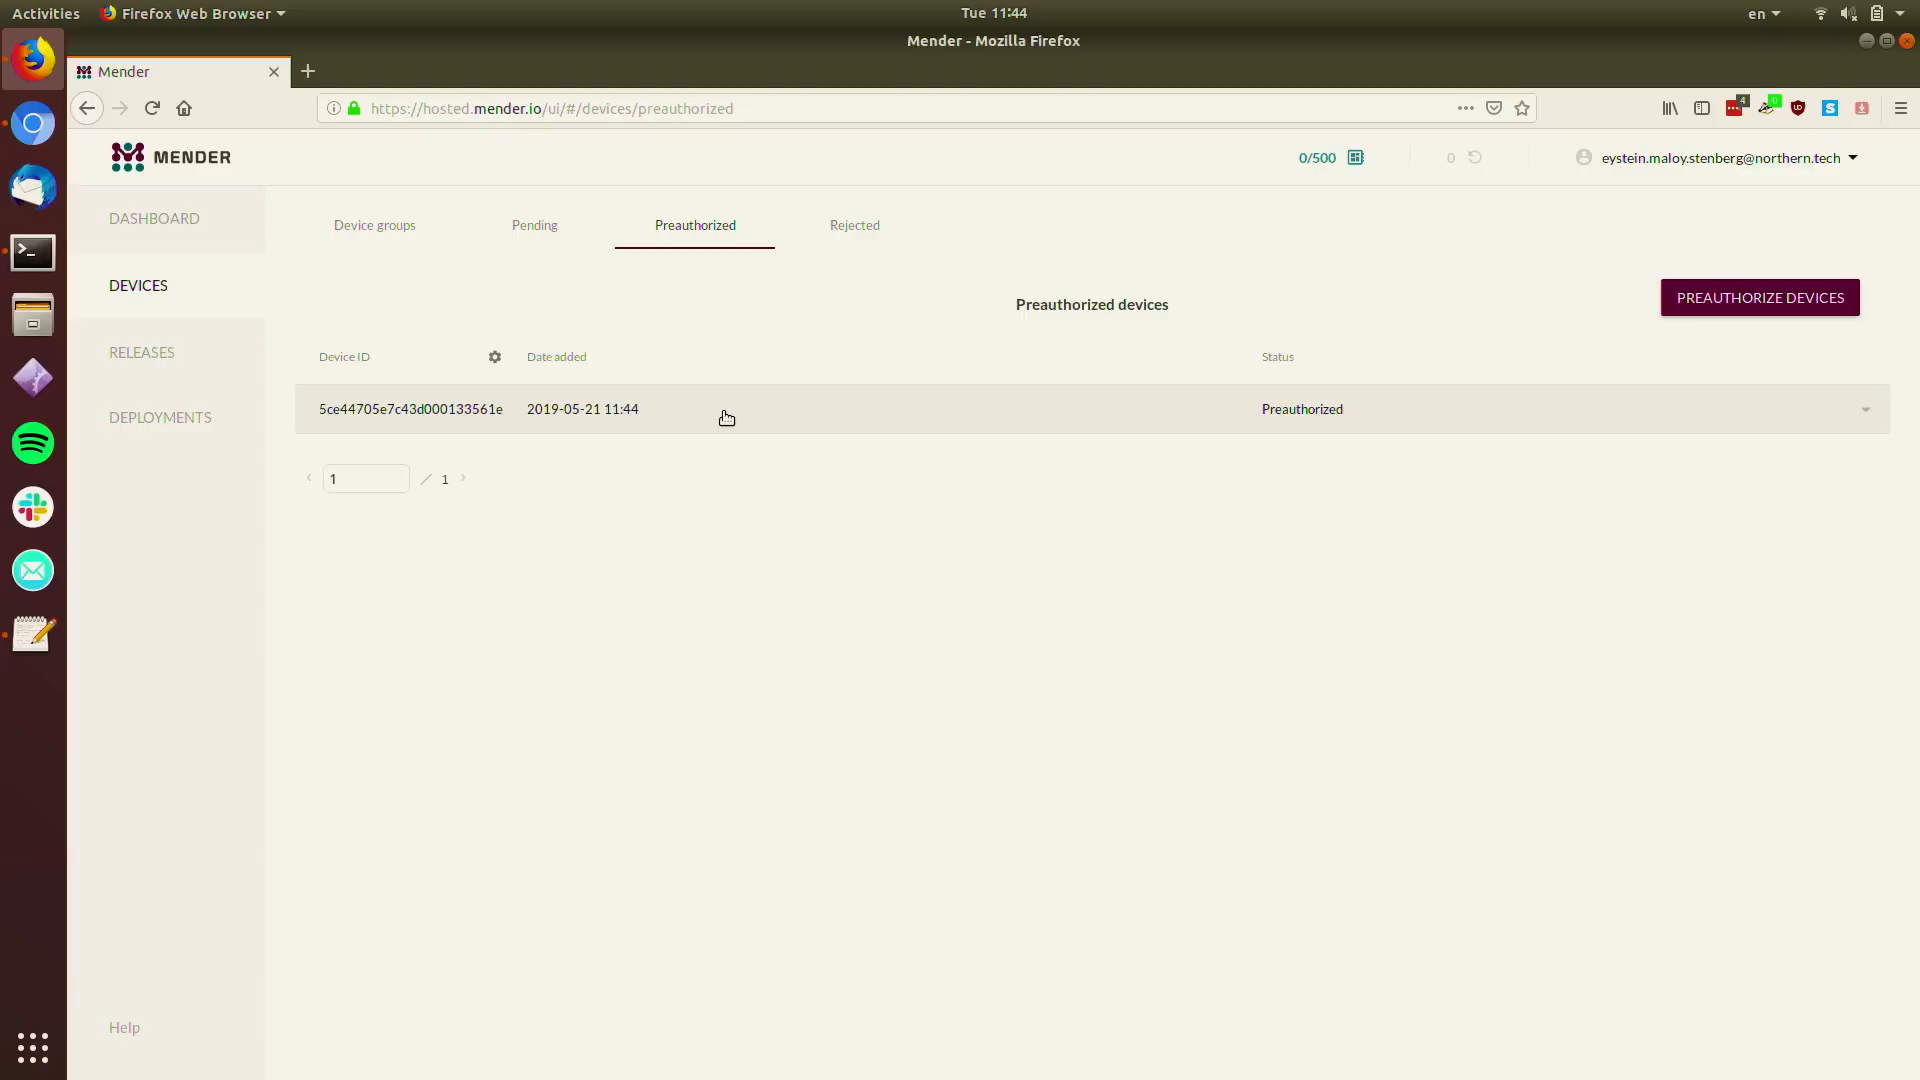 Activities
Firefox Web Browser
Tue 11:44
en
Mender - Mozilla Firefox
Mender
https://hosted.mender.io/ui/#/devices/preauthorized
4
0
MENDER
0/500
0
eystein.maloy.stenberg@northern.tech
DASHBOARD
DEVICES
RELEASES
DEPLOYMENTS
Help
Device groups
Pending
Preauthorized
Rejected
Preauthorized devices
PREAUTHORIZE DEVICES
Device ID
Date added
Status
5ce44705e7c43d000133561e
2019-05-21 11:44
Preauthorized
1
/ 1